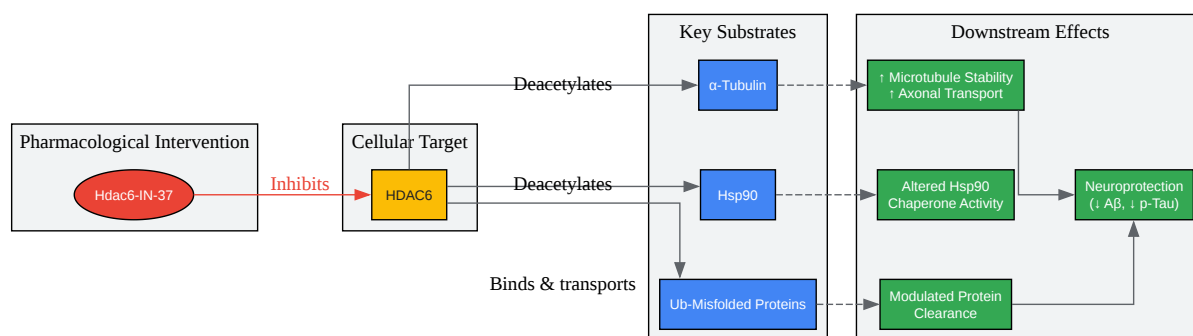 Key Substrates
Downstream Effects
Deacetylates
α-Tubulin
↑ Microtubule Stability
↑ Axonal Transport
Pharmacological Intervention
Cellular Target
Hdac6-IN-37
Inhibits
HDAC6
Deacetylates
Hsp90
Altered Hsp90
Chaperone Activity
Neuroprotection
(↓ Aβ, ↓ p-Tau)
Binds & transports
Ub-Misfolded Proteins
Modulated Protein
Clearance